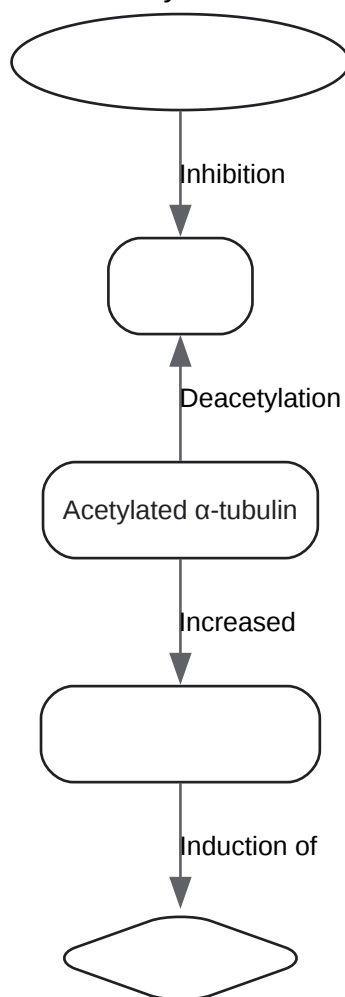 Inhibition
Deacetylation
Acetylated α-tubulin
Increased
Induction of